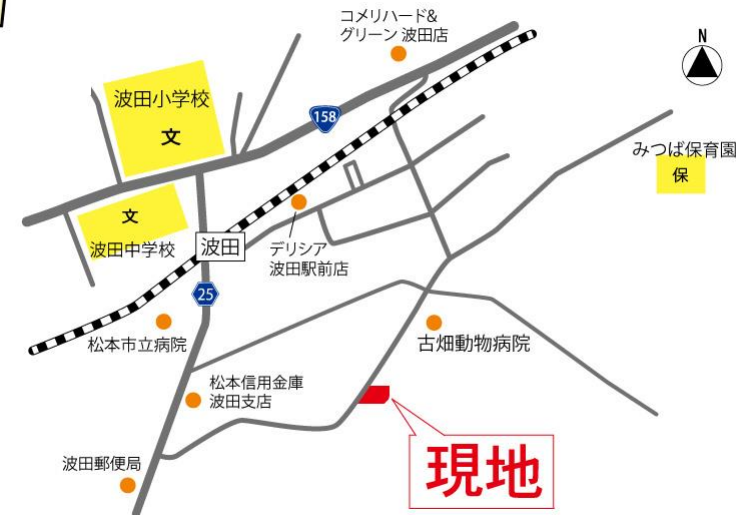 コメリハード&
グリーン 波田店
N
波田小学校
文
158
みつば保育園
保
文
波田中学校
波田
デリシア
波田駅前店
25
松本市立病院
古畑動物病院
松本信用金庫
波田支店
現地
波田郵便局